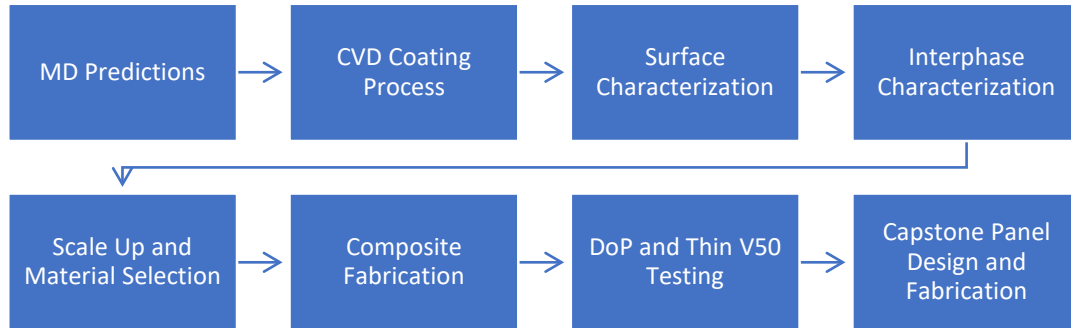 MD Predictions
CVD Coating
Process
Surface
Characterization
Interphase
Characterization
Scale Up and
Material Selection
Composite
Fabrication
DoP and Thin V50
Testing
Capstone Panel
Design and
Fabrication